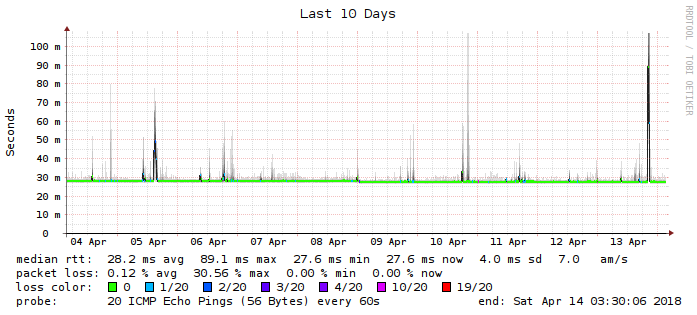 Last 10 Days
RRDTOOL / TOBI OETIKER
Seconds
100 m
90 m
80 m
70 m
60 m
50 m
40 m
30 m
20 m
10 m
0
04 Apr 05 Apr 06 Apr 07 Apr 08 Apr 09 Apr 10 Apr 11 Apr 12 Apr 13 Apr
median rtt: 28.2 ms avg 89.1 ms max 27.6 ms min 27.6 ms now 4.0 ms sd 7.0 am/s
packet loss: 0.12 % avg 30.56 % max 0.00 % min 0.00 % now
loss color: 0 1/20 2/20 3/20 4/20 10/20 19/20
probe: 20 ICMP Echo Pings (56 Bytes) every 60s end: Sat Apr 14 03:30:06 2018